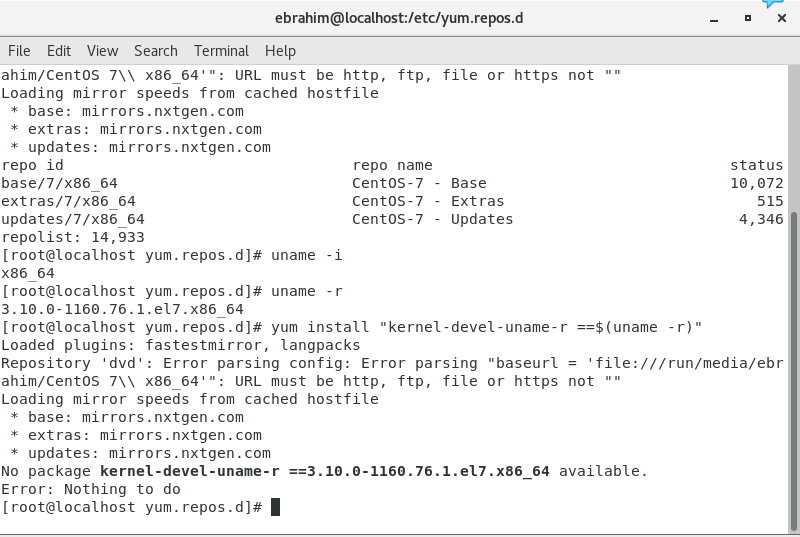 ebrahim@localhost:/etc/yum.repos.d
File Edit View Search Terminal Help
ahim/CentOS 7\\ x86_64'": URL must be http, ftp, file or https not ""
Loading mirror speeds from cached hostfile
 * base: mirrors.nxtgen.com
 * extras: mirrors.nxtgen.com
 * updates: mirrors.nxtgen.com
repo id                                repo name                        status
base/7/x86_64                          CentOS-7 - Base                  10,072
extras/7/x86_64                        CentOS-7 - Extras                   515
updates/7/x86_64                       CentOS-7 - Updates                4,346
repolist: 14,933
[root@localhost yum.repos.d]# uname -i
x86_64
[root@localhost yum.repos.d]# uname -r
3.10.0-1160.76.1.el7.x86_64
[root@localhost yum.repos.d]# yum install "kernel-devel-uname-r ==$(uname -r)"
Loaded plugins: fastestmirror, langpacks
Repository 'dvd': Error parsing config: Error parsing "baseurl = 'file:///run/media/ebr
ahim/CentOS 7\\ x86_64'": URL must be http, ftp, file or https not ""
Loading mirror speeds from cached hostfile
 * base: mirrors.nxtgen.com
 * extras: mirrors.nxtgen.com
 * updates: mirrors.nxtgen.com
No package kernel-devel-uname-r ==3.10.0-1160.76.1.el7.x86_64 available.
Error: Nothing to do
[root@localhost yum.repos.d]#